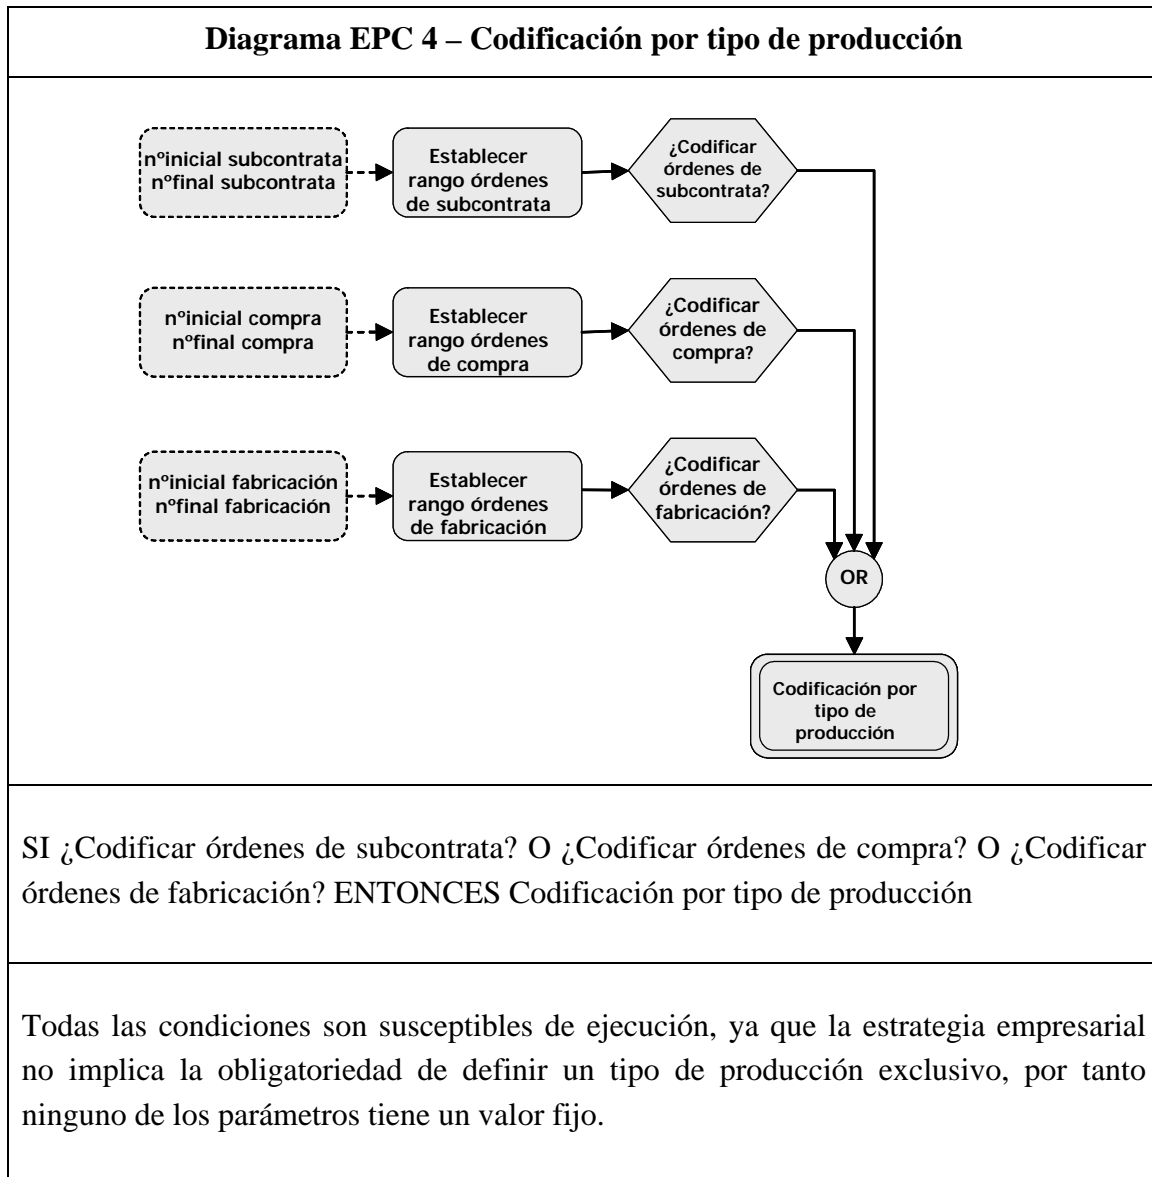 Diagrama EPC 4 – Codificación por tipo de producción
nºinicial subcontrata
nºfinal subcontrata
Establecer
rango órdenes
de subcontrata
¿Codificar
órdenes de
subcontrata?
nºinicial compra
nºfinal compra
Establecer
rango órdenes
de compra
¿Codificar
órdenes de
compra?
nºinicial fabricación
nºfinal fabricación
Establecer
rango órdenes
de fabricación
¿Codificar
órdenes de
fabricación?
OR
Codificación por
tipo de
producción
SI ¿Codificar órdenes de subcontrata? O ¿Codificar órdenes de compra? O ¿Codificar
órdenes de fabricación? ENTONCES Codificación por tipo de producción
Todas las condiciones son susceptibles de ejecución, ya que la estrategia empresarial
no implica la obligatoriedad de definir un tipo de producción exclusivo, por tanto
ninguno de los parámetros tiene un valor fijo.